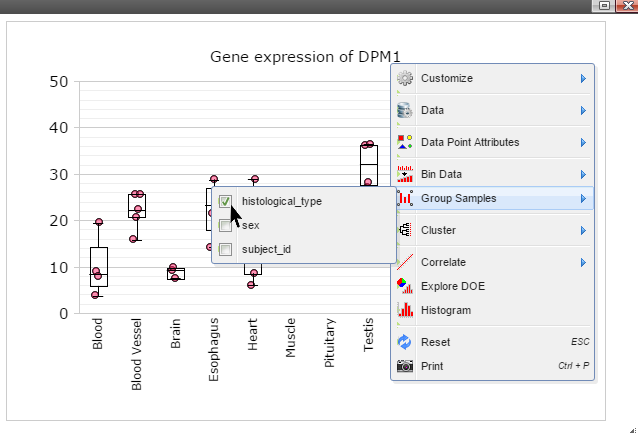 Gene expression of DPM1
50
40
30
20
10
0
Blood
Blood Vessel
Brain
Esophagus
Heart
Muscle
Pituitary
Testis
histological_type
sex
subject_id
Customize
Data
Data Point Attributes
Bin Data
Group Samples
Cluster
Correlate
Explore DOE
Histogram
Reset ESC
Print Ctrl + P